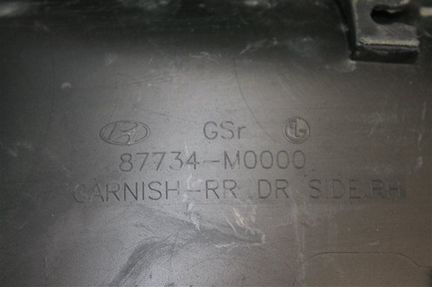 GSr
87734-M0000
GARNISH-RR DR SIDE,RH